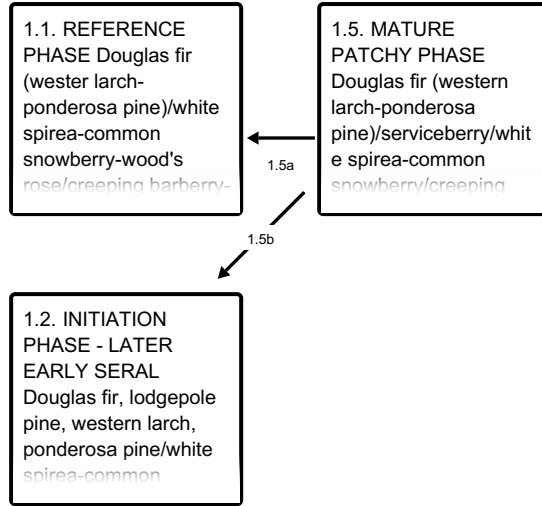 1.1. REFERENCE
PHASE Douglas fir
(wester larch-
ponderosa pine)/white
spirea-common
snowberry-wood's
rose/creeping barberry-
1.5. MATURE
PATCHY PHASE
Douglas fir (western
larch-ponderosa
pine)/serviceberry/whit
e spirea-common
snowberry/creeping
1.5a
1.5b
1.2. INITIATION
PHASE - LATER
EARLY SERAL
Douglas fir, lodgepole
pine, western larch,
ponderosa pine/white
spirea-common